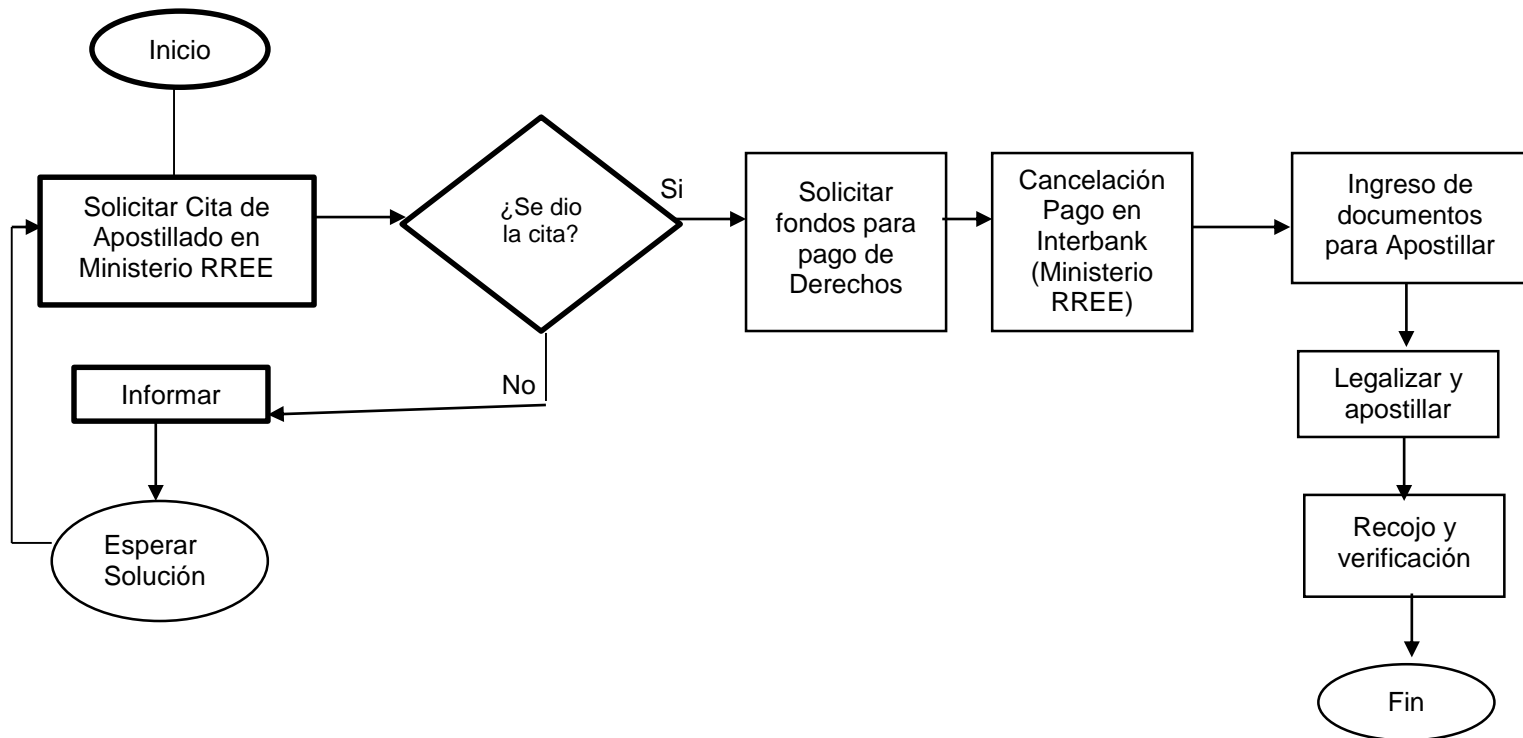 Inicio
Solicitar Cita de
Apostillado en
Ministerio RREE
¿Se dio
la cita?
Si
Solicitar
fondos para
pago de
Derechos
Cancelación
Pago en
Interbank
(Ministerio
RREE)
Ingreso de
documentos
para Apostillar
No
Informar
Esperar
Solución
Legalizar y
apostillar
Recojo y
verificación
Fin